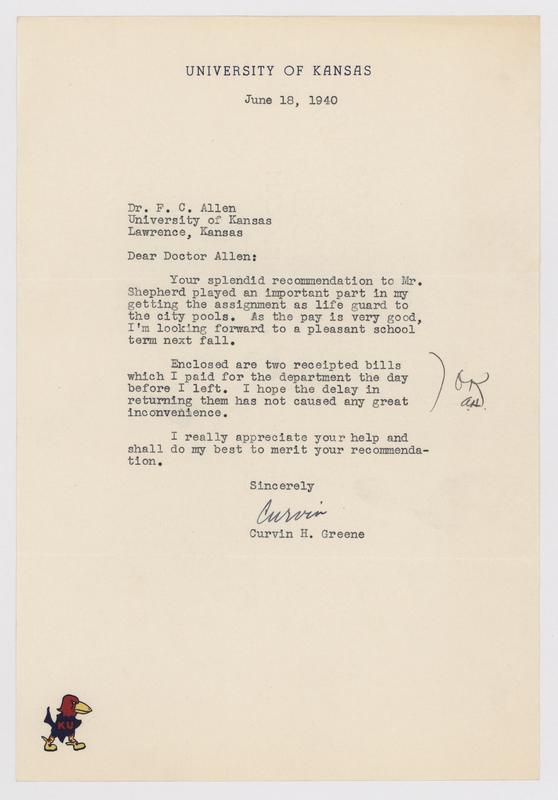 UNIVERSITY OF KANSAS
June 18, 1940
Dr. F. C. Allen
University of Kansas
Lawrence, Kansas
Dear Doctor Allen:
Your splendid recommendation to Mr.
Shepherd played an important part in my
getting the assignment as life guard to
the city pools. As the pay is very good,
I'm looking forward to a pleasant school
term next fall.
Enclosed are two receipted bills
which I paid for the department the day
before I left. I hope the delay in
returning them has not caused any great
inconvenience.
OK
I really appreciate your help and
shall do my best to merit your recommenda-
tion.
Sincerely
Curvin
Curvin H. Greene
KU